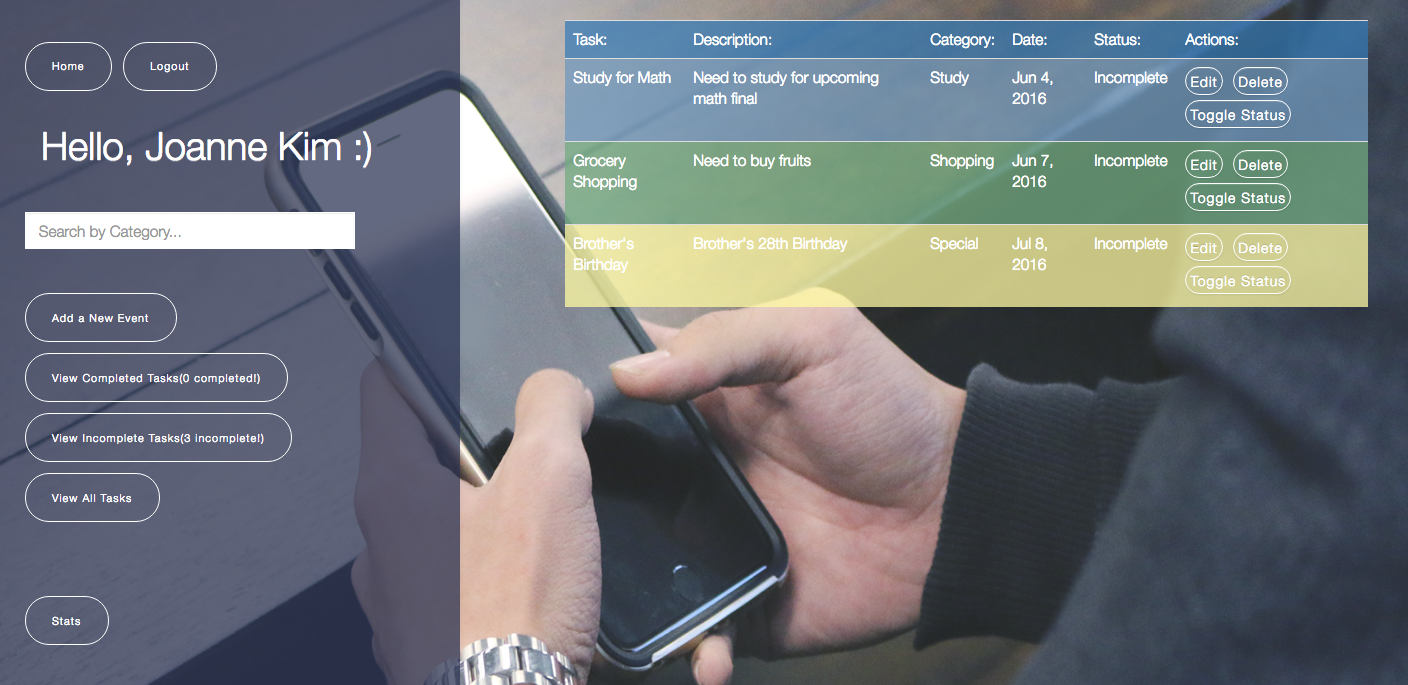 Home Logout
Hello, Joanne Kim :)
Search by Category...
Add a New Event
View Completed Tasks(0 completed!)
View Incomplete Tasks(3 incomplete!)
View All Tasks
Stats
Task: Description: Category: Date: Status: Actions:
Study for Math Need to study for upcoming Study Jun 4, Incomplete Edit Delete
math final 2016 Toggle Status
Grocery Need to buy fruits Shopping Jun 7, Incomplete Edit Delete
Shopping 2016 Toggle Status
Brother's Brother's 28th Birthday Special Jul 8, Incomplete Edit Delete
Birthday 2016 Toggle Status